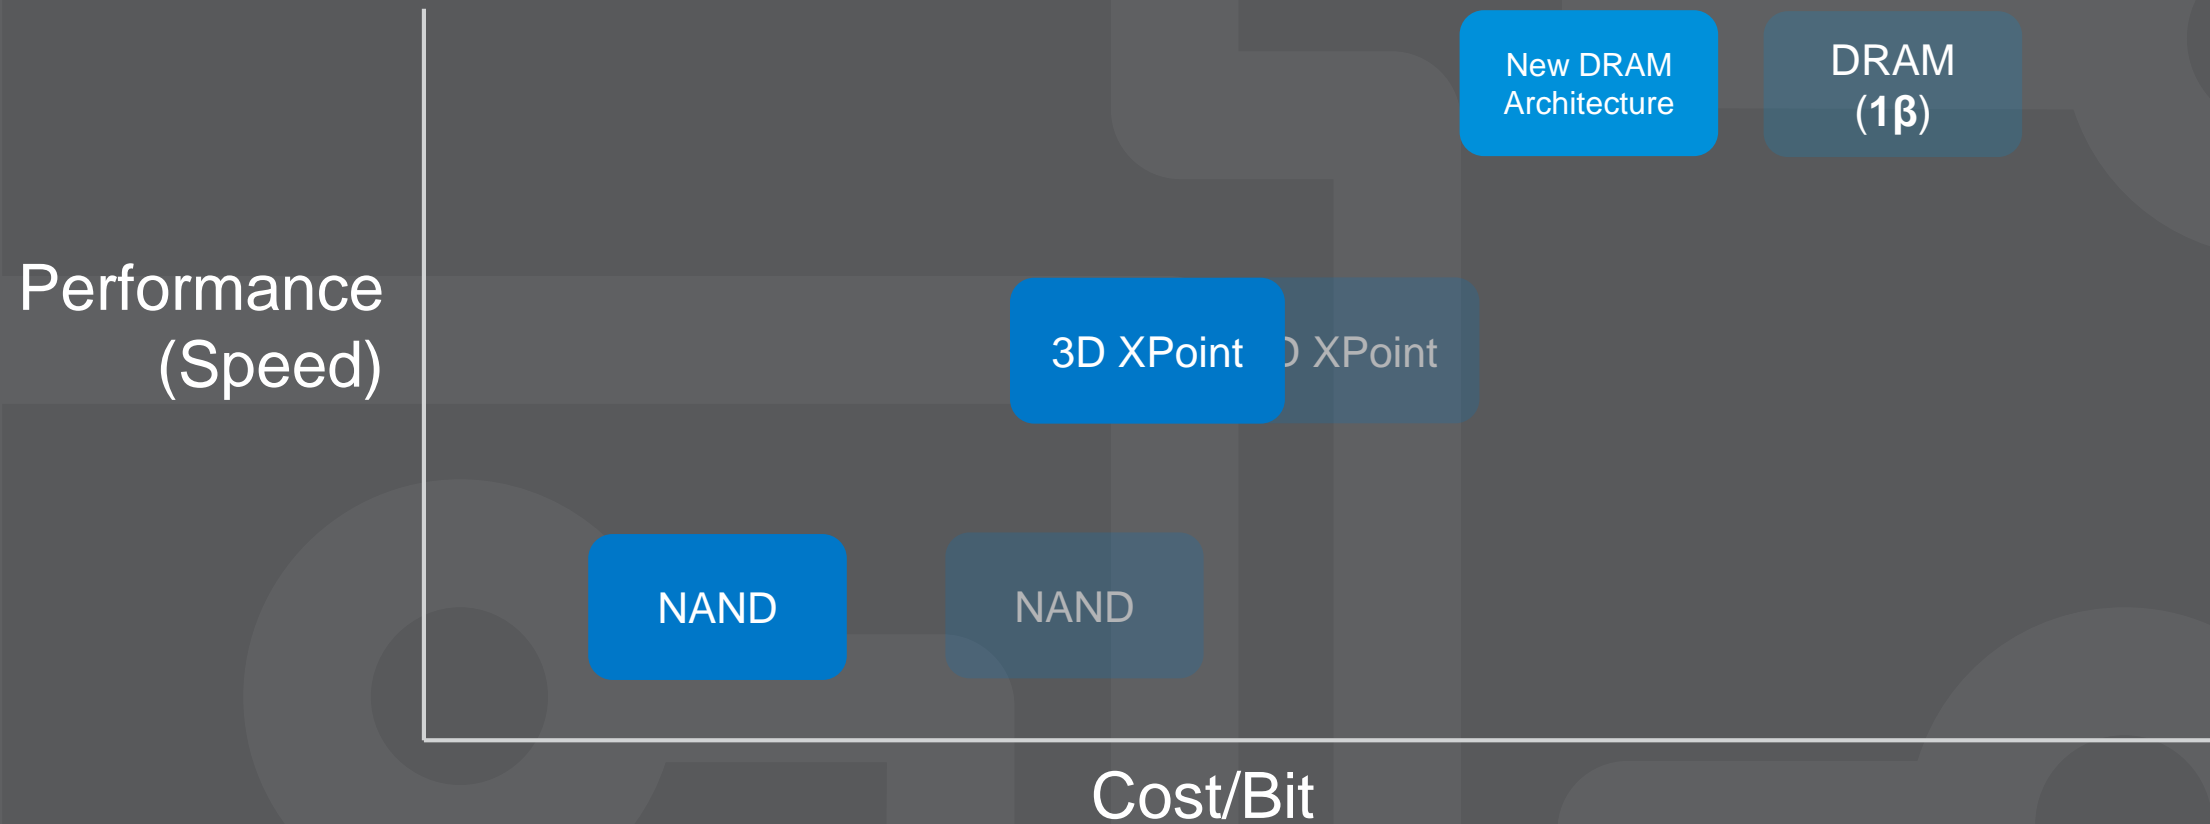 New DRAM
Architecture
DRAM
(1β)
Performance
(Speed)
3D XPoint
D XPoint
NAND
NAND
Cost/Bit